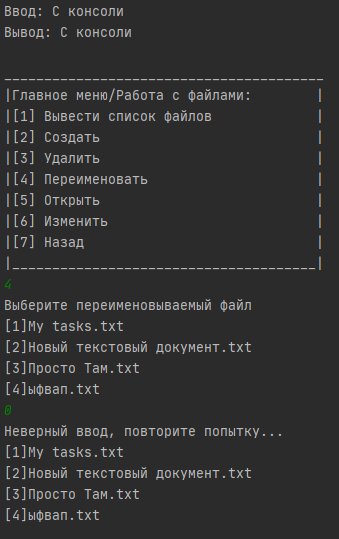 Ввод: С консоли
Вывод: С консоли
________________________________________
|Главное меню/Работа с файлами:        |
|[1] Вывести список файлов             |
|[2] Создать                           |
|[3] Удалить                           |
|[4] Переименовать                     |
|[5] Открыть                           |
|[6] Изменить                          |
|[7] Назад                             |
|______________________________________|
4
Выберите переименовываемый файл
[1]My tasks.txt
[2]Новый текстовый документ.txt
[3]Просто Там.txt
[4]ыфвап.txt
0
Неверный ввод, повторите попытку...
[1]My tasks.txt
[2]Новый текстовый документ.txt
[3]Просто Там.txt
[4]ыфвап.txt